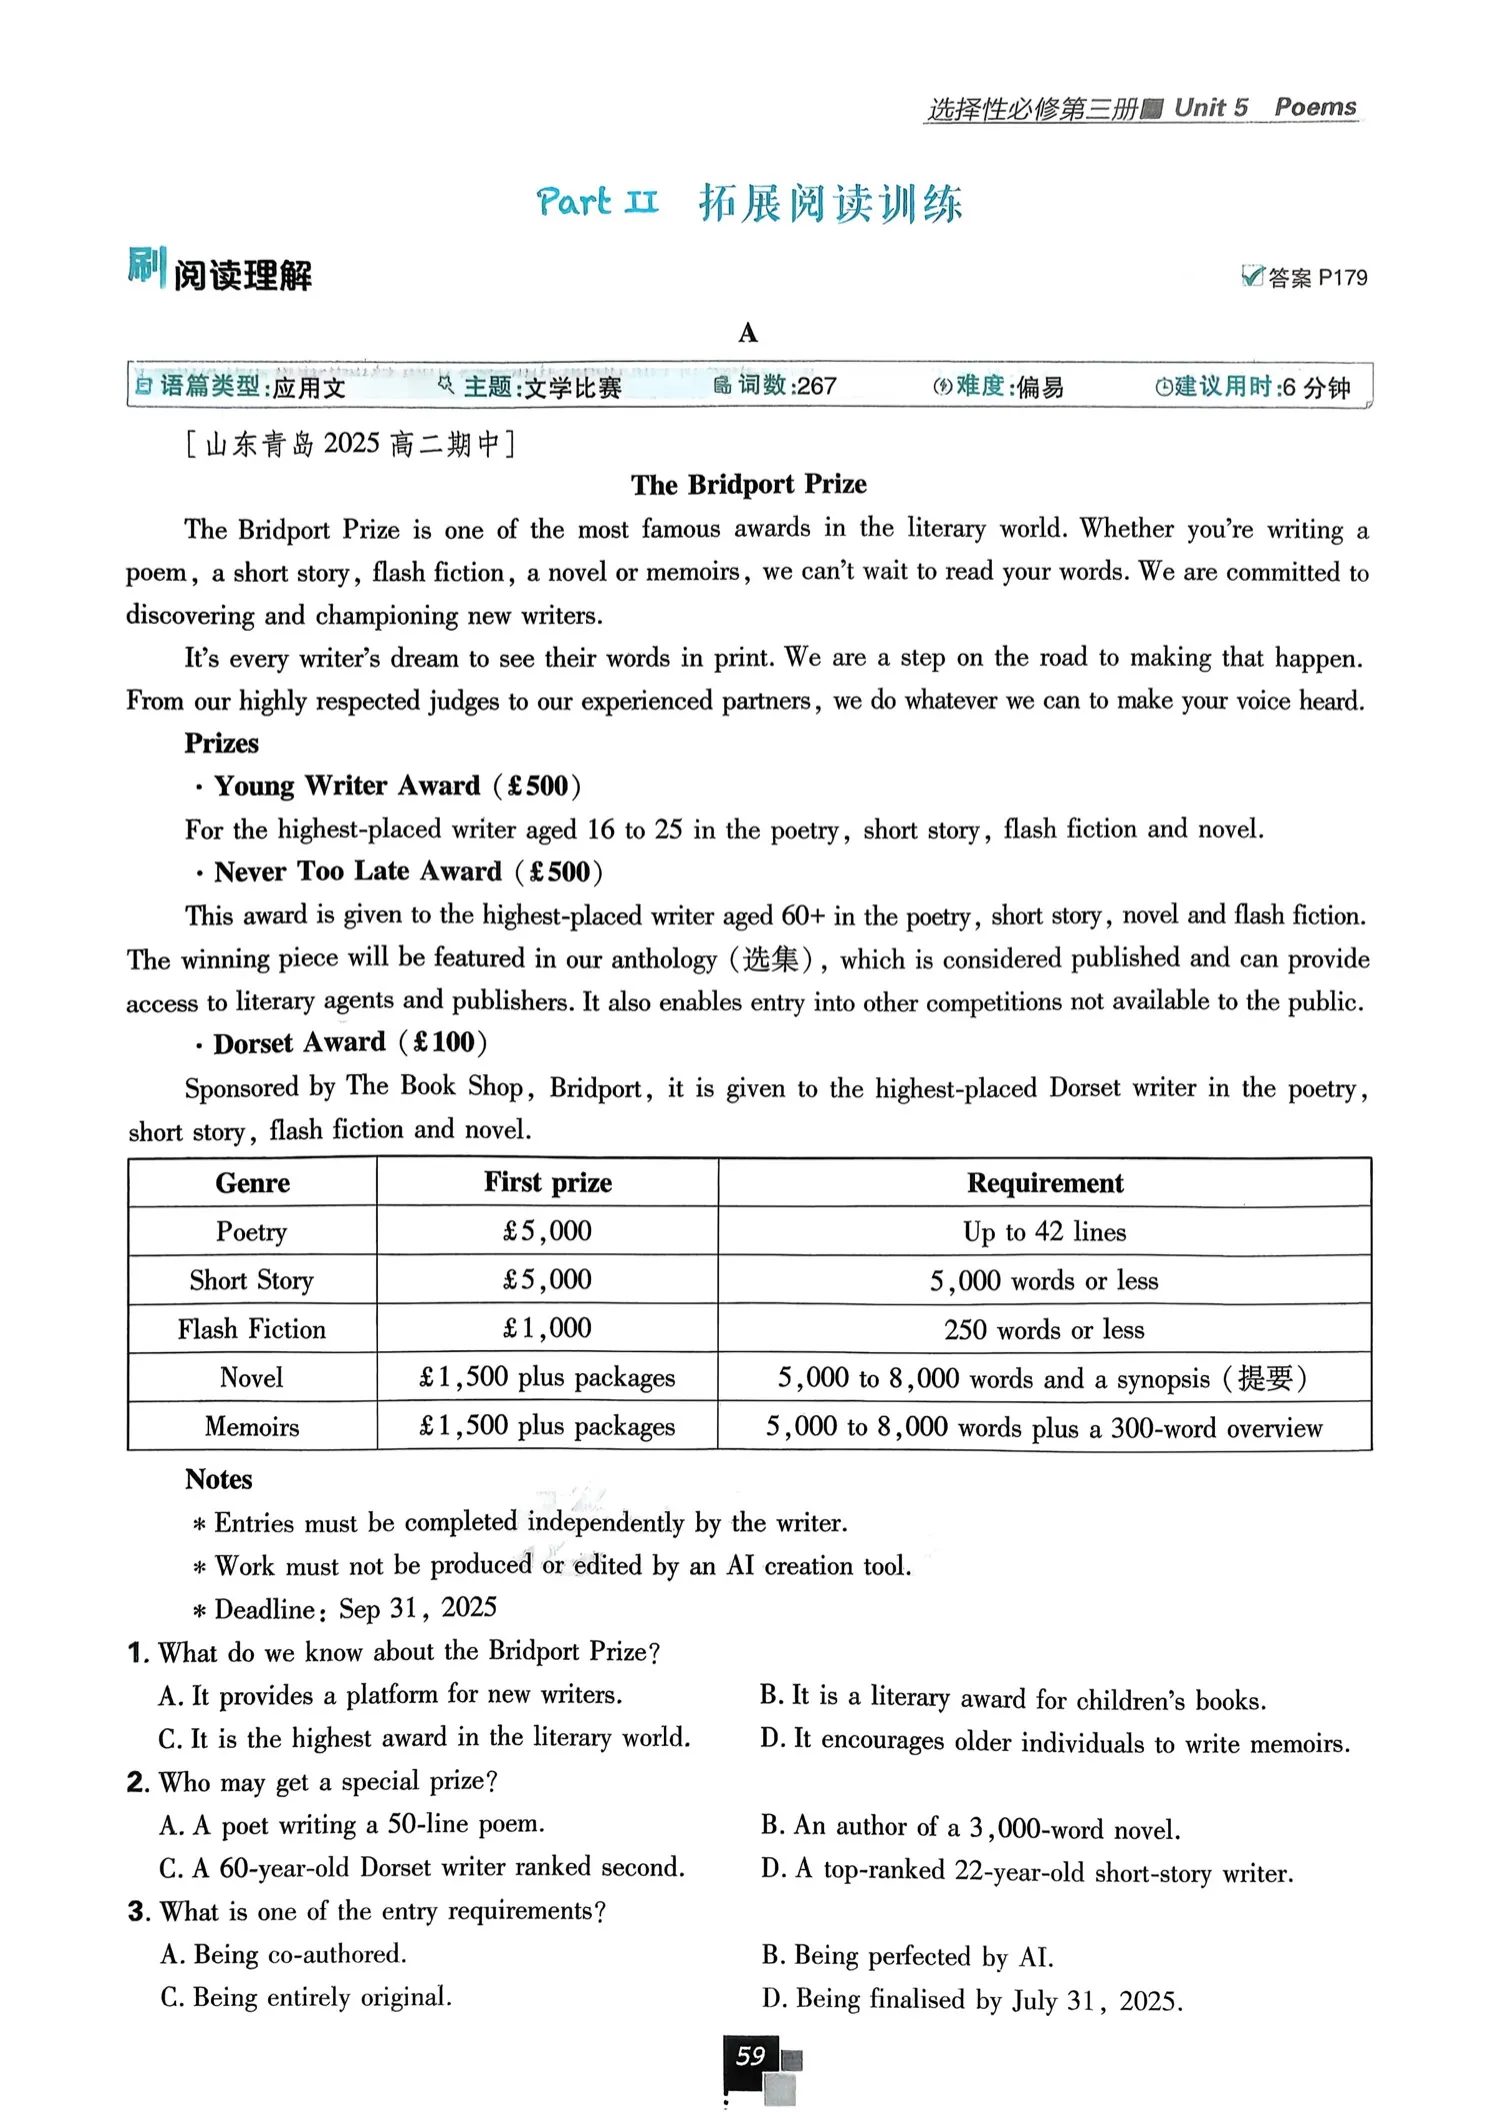 选择性必修第三册 Unit 5 Poems
Part II 拓展阅读训练
刷 阅读理解
答案 P179
A
语篇类型:应用文 主题:文学比赛 词数:267 难度:偏易 建议用时:6 分钟
[山东青岛 2025 高二期中]
The Bridport Prize
The Bridport Prize is one of the most famous awards in the literary world. Whether you're writing a
poem, a short story, flash fiction, a novel or memoirs, we can't wait to read your words. We are committed to
discovering and championing new writers.
It's every writer's dream to see their words in print. We are a step on the road to making that happen.
From our highly respected judges to our experienced partners, we do whatever we can to make your voice heard.
Prizes
· Young Writer Award (£500)
For the highest-placed writer aged 16 to 25 in the poetry, short story, flash fiction and novel.
· Never Too Late Award (£500)
This award is given to the highest-placed writer aged 60+ in the poetry, short story, novel and flash fiction.
The winning piece will be featured in our anthology (选集), which is considered published and can provide
access to literary agents and publishers. It also enables entry into other competitions not available to the public.
· Dorset Award (£100)
Sponsored by The Book Shop, Bridport, it is given to the highest-placed Dorset writer in the poetry,
short story, flash fiction and novel.
Genre First prize Requirement
Poetry £5,000 Up to 42 lines
Short Story £5,000 5,000 words or less
Flash Fiction £1,000 250 words or less
Novel £1,500 plus packages 5,000 to 8,000 words and a synopsis (提要)
Memoirs £1,500 plus packages 5,000 to 8,000 words plus a 300-word overview
Notes
* Entries must be completed independently by the writer.
* Work must not be produced or edited by an AI creation tool.
* Deadline: Sep 31, 2025
1. What do we know about the Bridport Prize?
A. It provides a platform for new writers. B. It is a literary award for children's books.
C. It is the highest award in the literary world. D. It encourages older individuals to write memoirs.
2. Who may get a special prize?
A. A poet writing a 50-line poem. B. An author of a 3,000-word novel.
C. A 60-year-old Dorset writer ranked second. D. A top-ranked 22-year-old short-story writer.
3. What is one of the entry requirements?
A. Being co-authored. B. Being perfected by AI.
C. Being entirely original. D. Being finalised by July 31, 2025.
59